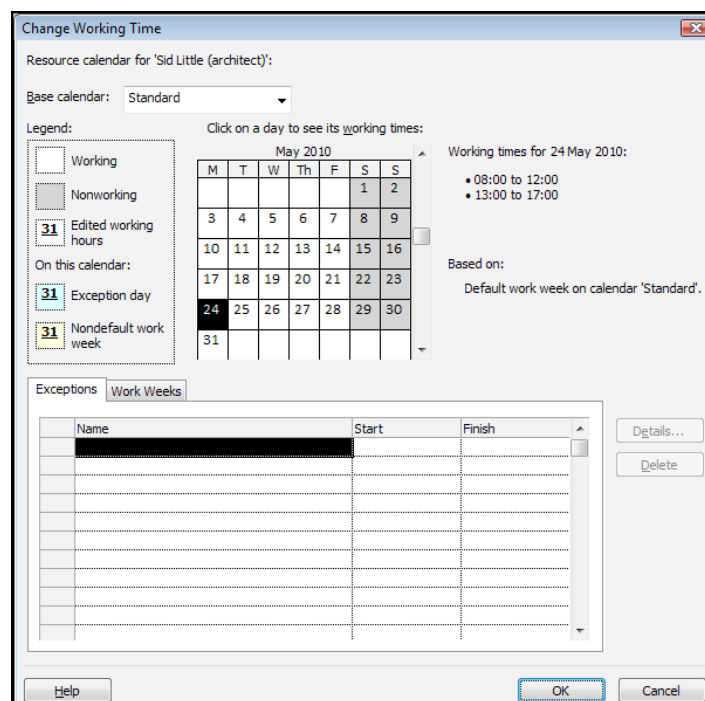 Change Working Time
Resource calendar for 'Sid Little (architect)':
Base calendar: Standard
Legend:
Working
Nonworking
31 Edited working
hours
On this calendar:
31 Exception day
31 Nondefault work
week
Click on a day to see its working times:
May 2010
M T W Th F S S
1 2
3 4 5 6 7 8 9
10 11 12 13 14 15 16
17 18 19 20 21 22 23
24 25 26 27 28 29 30
31
Working times for 24 May 2010:
• 08:00 to 12:00
• 13:00 to 17:00
Based on:
Default work week on calendar 'Standard'.
Exceptions Work Weeks
Name Start Finish
Details...
Delete
Help OK Cancel